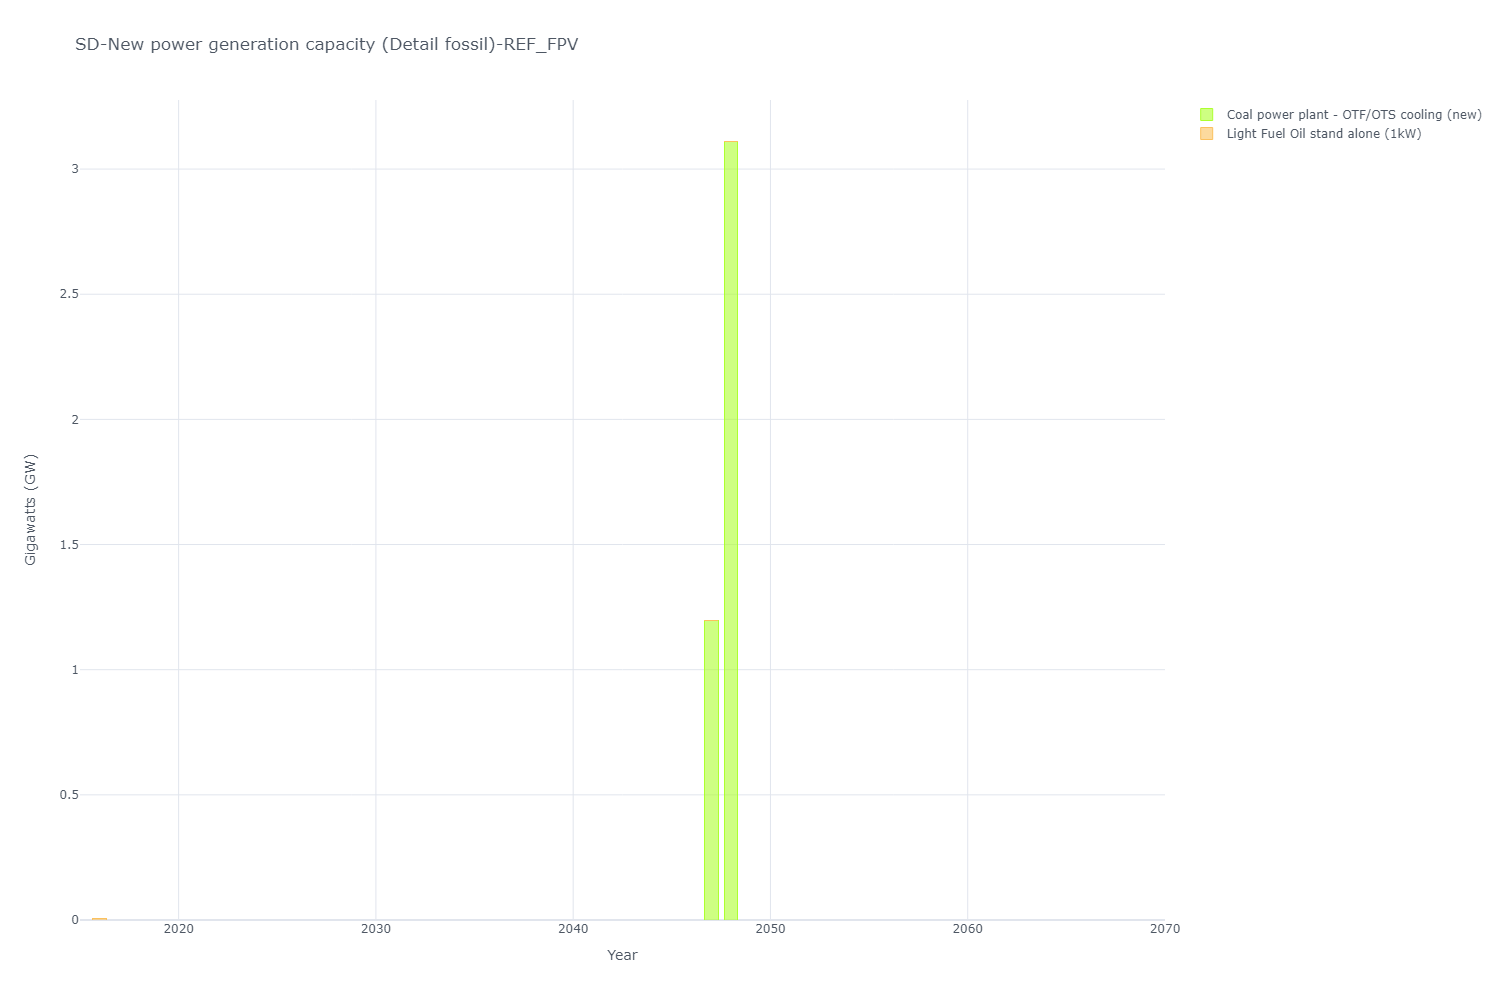 SD-New power generation capacity (Detail fossil)-REF_FPV
Coal power plant - OTF/OTS cooling (new)
Light Fuel Oil stand alone (1kW)
3
2.5
2
1.5
1
0.5
0
Gigawatts (GW)
2020
2030
2040
2050
2060
2070
Year